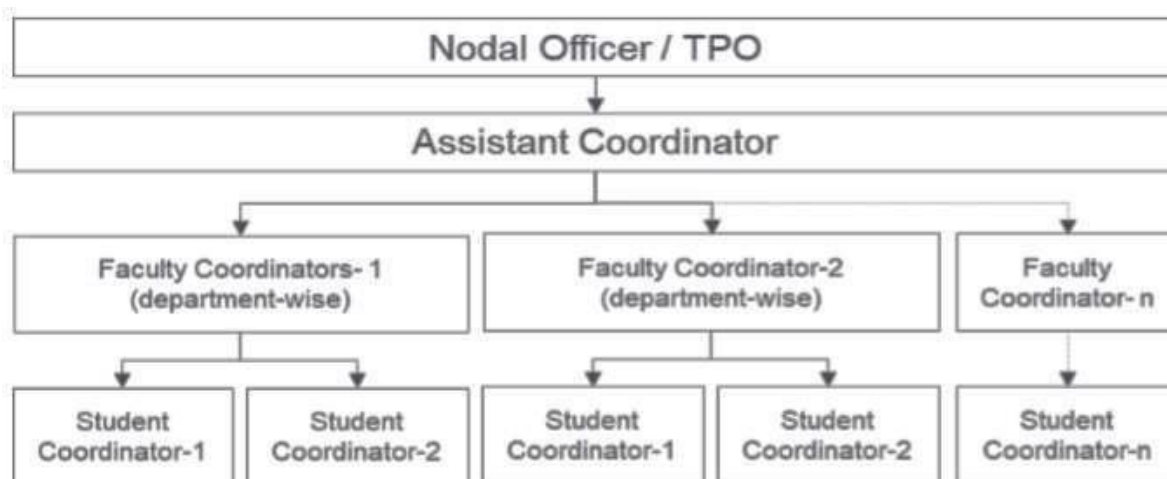 Nodal Officer / TPO
Assistant Coordinator
Faculty Coordinators- 1
(department-wise)
Faculty Coordinator-2
(department-wise)
Faculty
Coordinator- n
Student
Coordinator-1
Student
Coordinator-2
Student
Coordinator-1
Student
Coordinator-2
Student
Coordinator-n